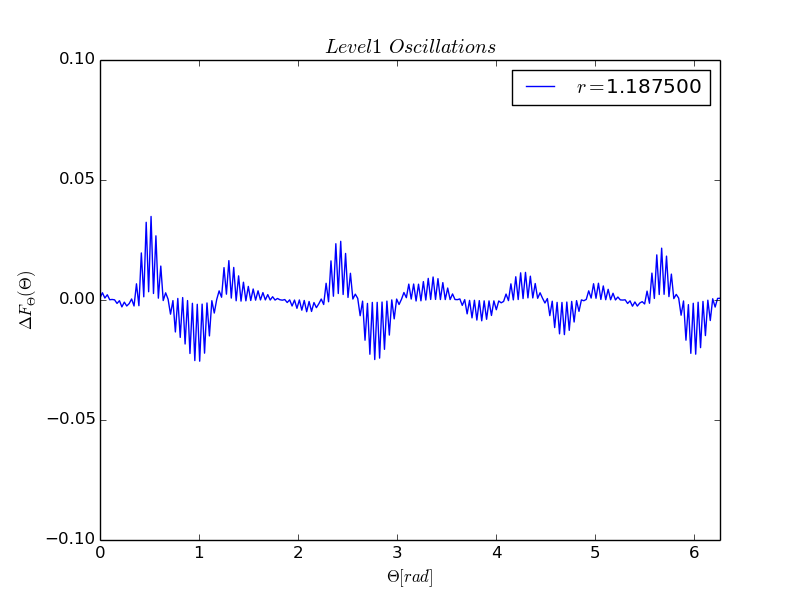 Level1 Oscillations
r=1.187500
0.10
0.05
0.00
−0.05
−0.10
ΔF_Θ(Θ)
0 1 2 3 4 5 6
Θ[rad]